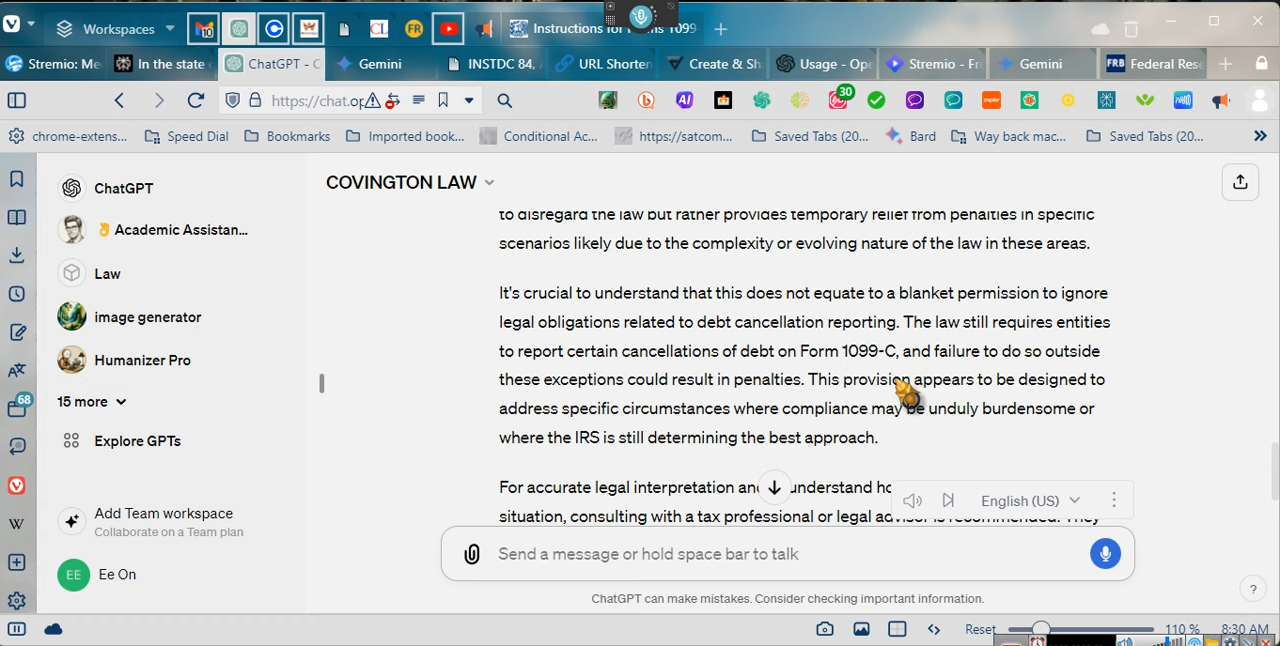 Workspaces
10
CL
FR
Instructions for
1099
Stremio: Me
In the state
ChatGPT - C
Gemini
INSTDC 84,
URL Shorten
Create & Sh
Usage - Ope
Stremio - Fr
Gemini
FRB
Federal Rese
https://chat.op
30
chrome-extens...
Speed Dial
Bookmarks
Imported book...
Conditional Ac...
https://satcom...
Saved Tabs (20...
Bard
Way back mac...
Saved Tabs (20...
ChatGPT
Academic Assistan...
Law
image generator
Humanizer Pro
15 more
Explore GPTs
Add Team workspace
Collaborate on a Team plan
EE
Ee On
68
COVINGTON LAW
to disregard the law but rather provides temporary relief from penalties in specific
scenarios likely due to the complexity or evolving nature of the law in these areas.
It's crucial to understand that this does not equate to a blanket permission to ignore
legal obligations related to debt cancellation reporting. The law still requires entities
to report certain cancellations of debt on Form 1099-C, and failure to do so outside
these exceptions could result in penalties. This provision appears to be designed to
address specific circumstances where compliance may be unduly burdensome or
where the IRS is still determining the best approach.
For accurate legal interpretation an understand
situation, consulting with a tax professional or legal
English (US)
Send a message or hold space bar to talk
ChatGPT can make mistakes. Consider checking important information.
?
Reset
110 %
8:30 AM